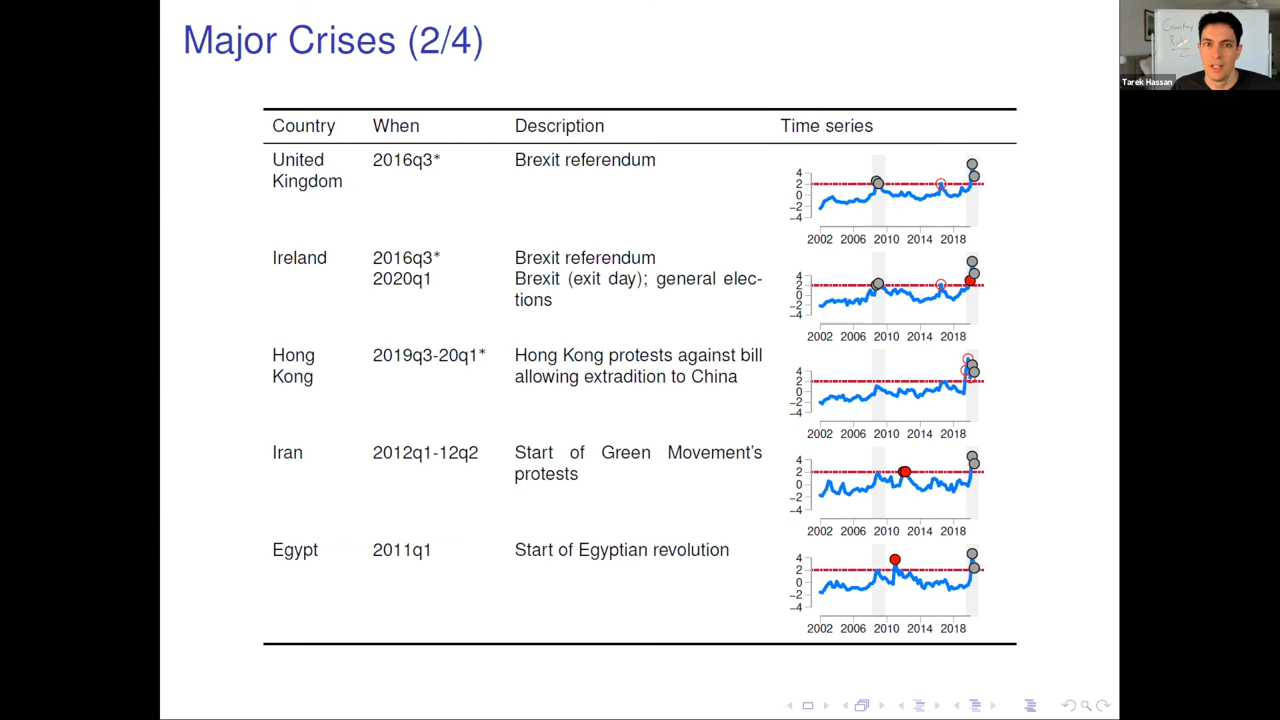 Major Crises (2/4)
Country When Description Time series
United Kingdom 2016q3* Brexit referendum
4
2
0
−2
−4
2002 2006 2010 2014 2018
Ireland 2016q3* Brexit referendum
2020q1 Brexit (exit day); general elec-
tions
4
2
0
−2
−4
2002 2006 2010 2014 2018
Hong Kong 2019q3-20q1* Hong Kong protests against bill
allowing extradition to China
4
2
0
−2
−4
2002 2006 2010 2014 2018
Iran 2012q1-12q2 Start of Green Movement's
protests
4
2
0
−2
−4
2002 2006 2010 2014 2018
Egypt 2011q1 Start of Egyptian revolution
4
2
0
−2
−4
2002 2006 2010 2014 2018
Country
Tarek Hassan